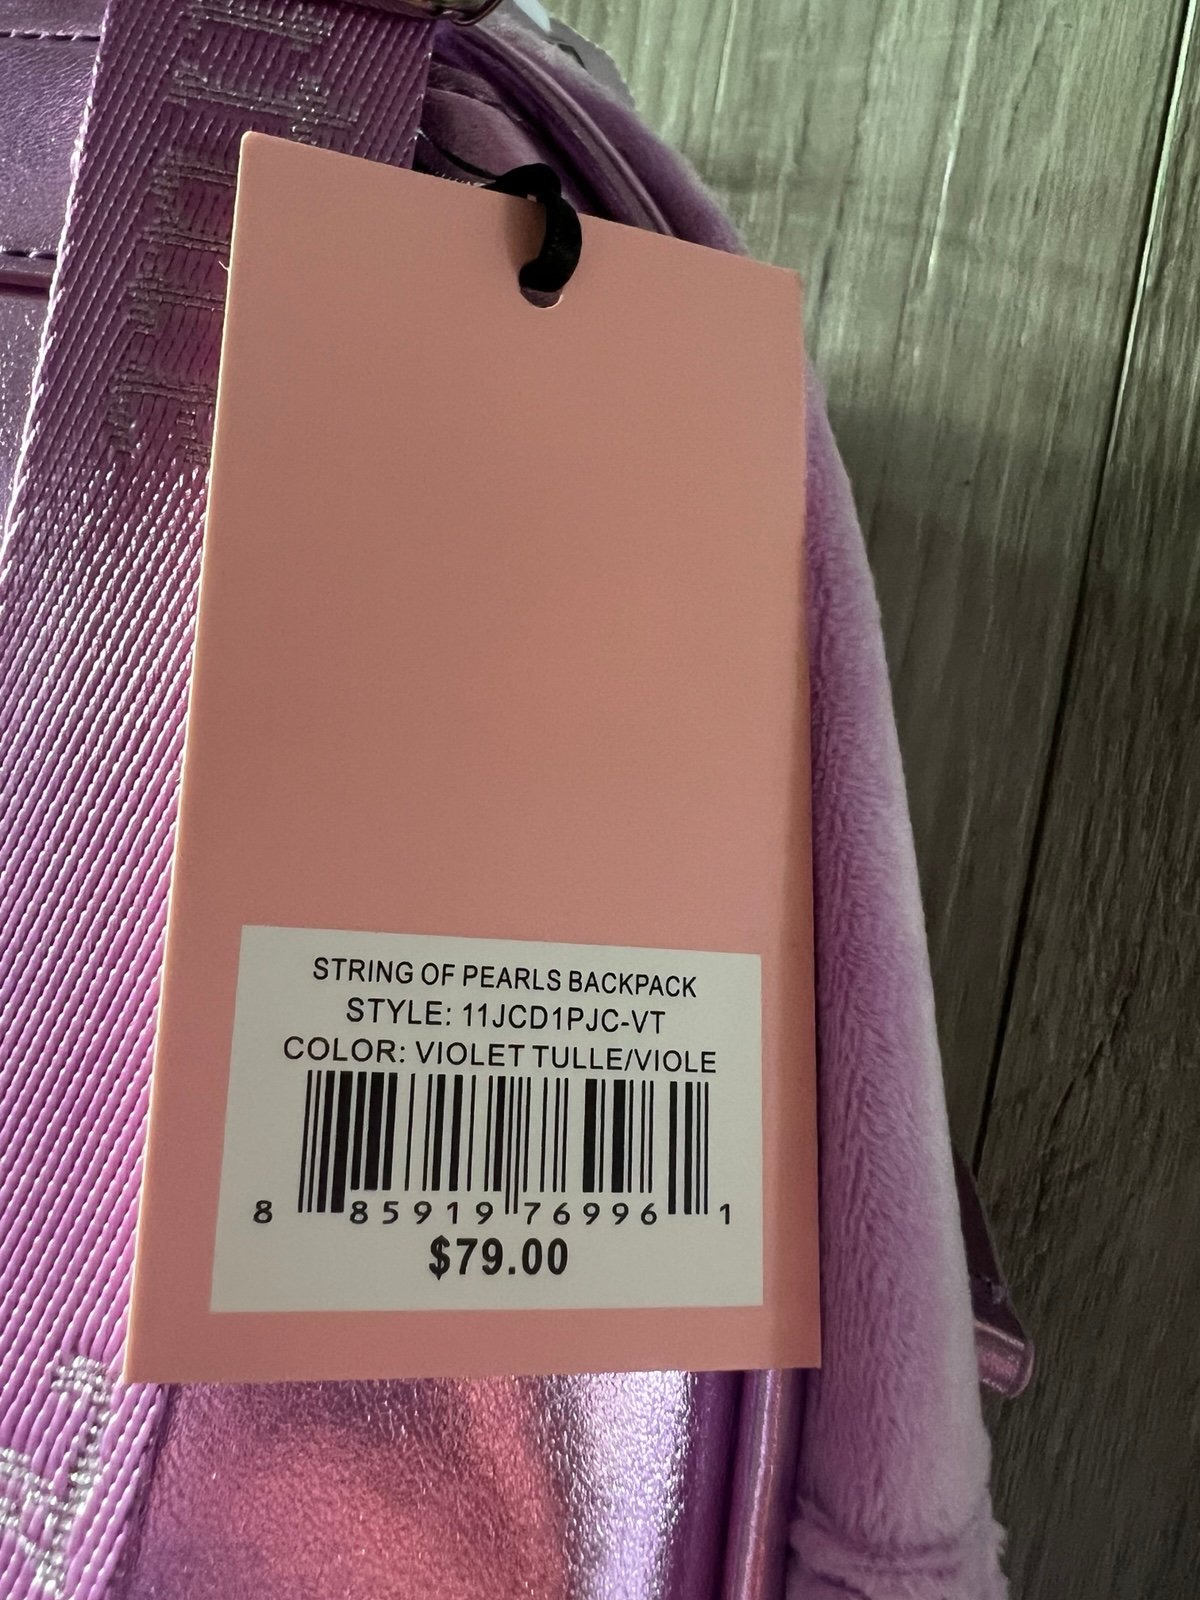 STRING OF PEARLS BACKPACK
STYLE: 11JCD1PJC-VT
COLOR: VIOLET TULLE/VIOLE
8 85919 76996 1
$79.00